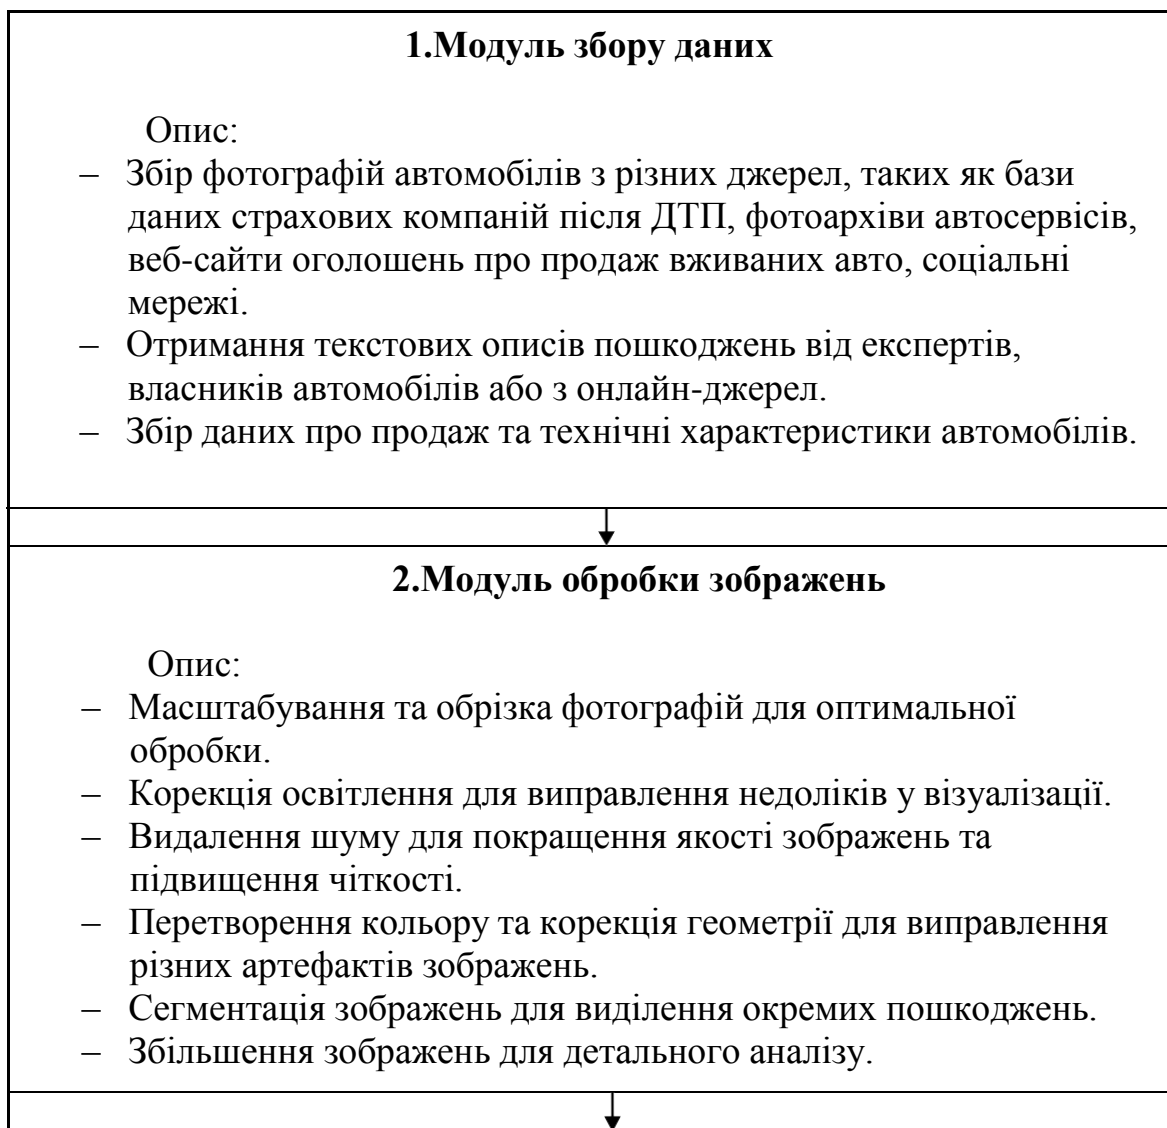 1.Модуль збору даних
Опис:
– Збір фотографій автомобілів з різних джерел, таких як бази
даних страхових компаній після ДТП, фотоархіви автосервісів,
веб-сайти оголошень про продаж вживаних авто, соціальні
мережі.
– Отримання текстових описів пошкоджень від експертів,
власників автомобілів або з онлайн-джерел.
– Збір даних про продаж та технічні характеристики автомобілів.
2.Модуль обробки зображень
Опис:
– Масштабування та обрізка фотографій для оптимальної
обробки.
– Корекція освітлення для виправлення недоліків у візуалізації.
– Видалення шуму для покращення якості зображень та
підвищення чіткості.
– Перетворення кольору та корекція геометрії для виправлення
різних артефактів зображень.
– Сегментація зображень для виділення окремих пошкоджень.
– Збільшення зображень для детального аналізу.